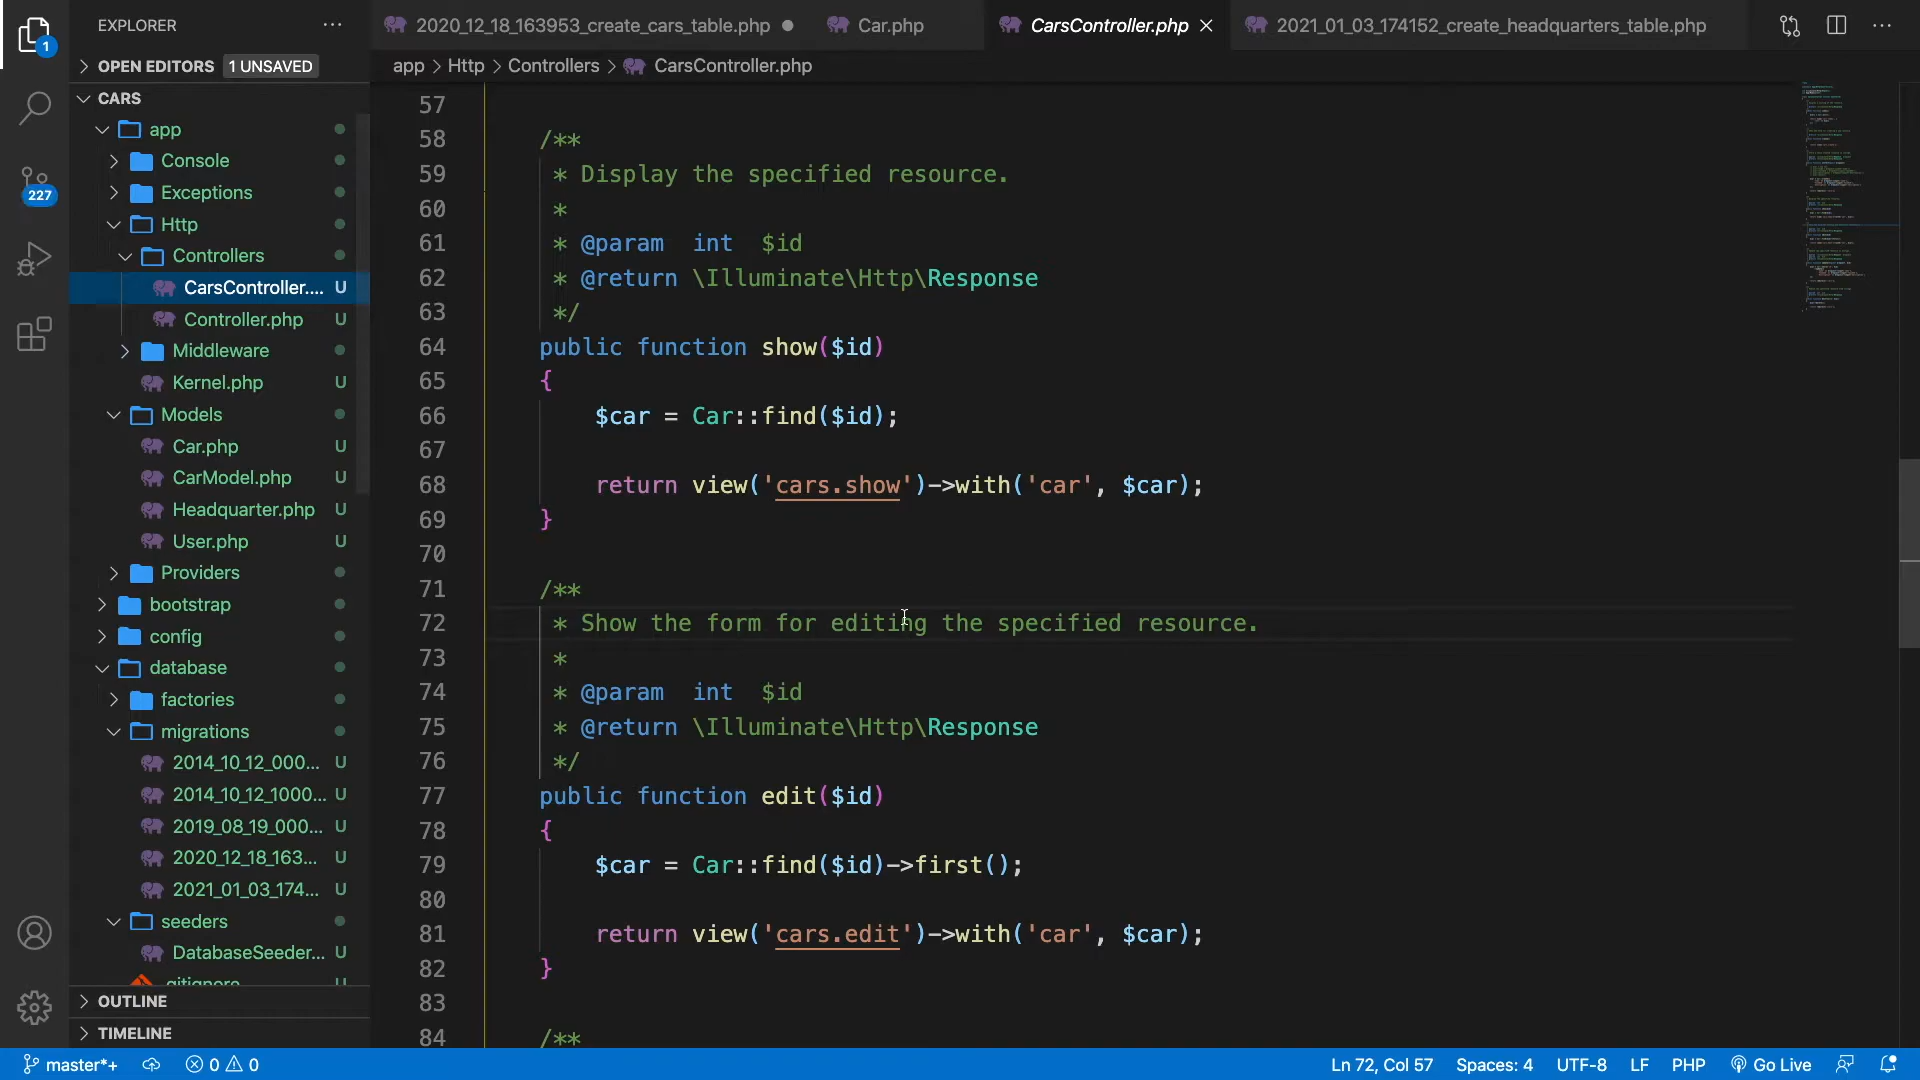 EXPLORER ...
OPEN EDITORS 1 UNSAVED
CARS
app
Console
Exceptions
Http
Controllers
CarsController.... U
Controller.php U
Middleware
Kernel.php U
Models
Car.php U
CarModel.php U
Headquarter.php U
User.php U
Providers
bootstrap
config
database
factories
migrations
2014_10_12_000... U
2014_10_12_1000... U
2019_08_19_000... U
2020_12_18_163... U
2021_01_03_174... U
seeders
DatabaseSeeder... U
.gitignore U
OUTLINE
TIMELINE
1
227
2020_12_18_163953_create_cars_table.php
Car.php
CarsController.php
2021_01_03_174152_create_headquarters_table.php
app > Http > Controllers > CarsController.php
57
58 /**
59 * Display the specified resource.
60 *
61 * @param  int  $id
62 * @return \Illuminate\Http\Response
63 */
64 public function show($id)
65 {
66 $car = Car::find($id);
67
68 return view('cars.show')->with('car', $car);
69 }
70
71 /**
72 * Show the form for editing the specified resource.
73 *
74 * @param  int  $id
75 * @return \Illuminate\Http\Response
76 */
77 public function edit($id)
78 {
79 $car = Car::find($id)->first();
80
81 return view('cars.edit')->with('car', $car);
82 }
83
84 /**
master*+ 0 0 Ln 72, Col 57 Spaces: 4 UTF-8 LF PHP Go Live